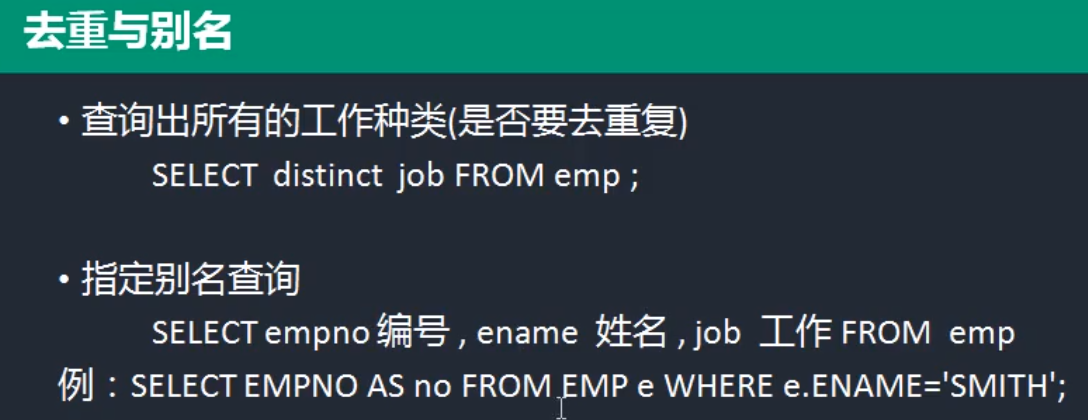 去重与别名
• 查询出所有的工作种类(是否要去重复)
SELECT distinct job FROM emp ;
• 指定别名查询
SELECT empno 编号 , ename 姓名 , job 工作 FROM emp
例：SELECT EMPNO AS no FROM EMP e WHERE e.ENAME='SMITH';